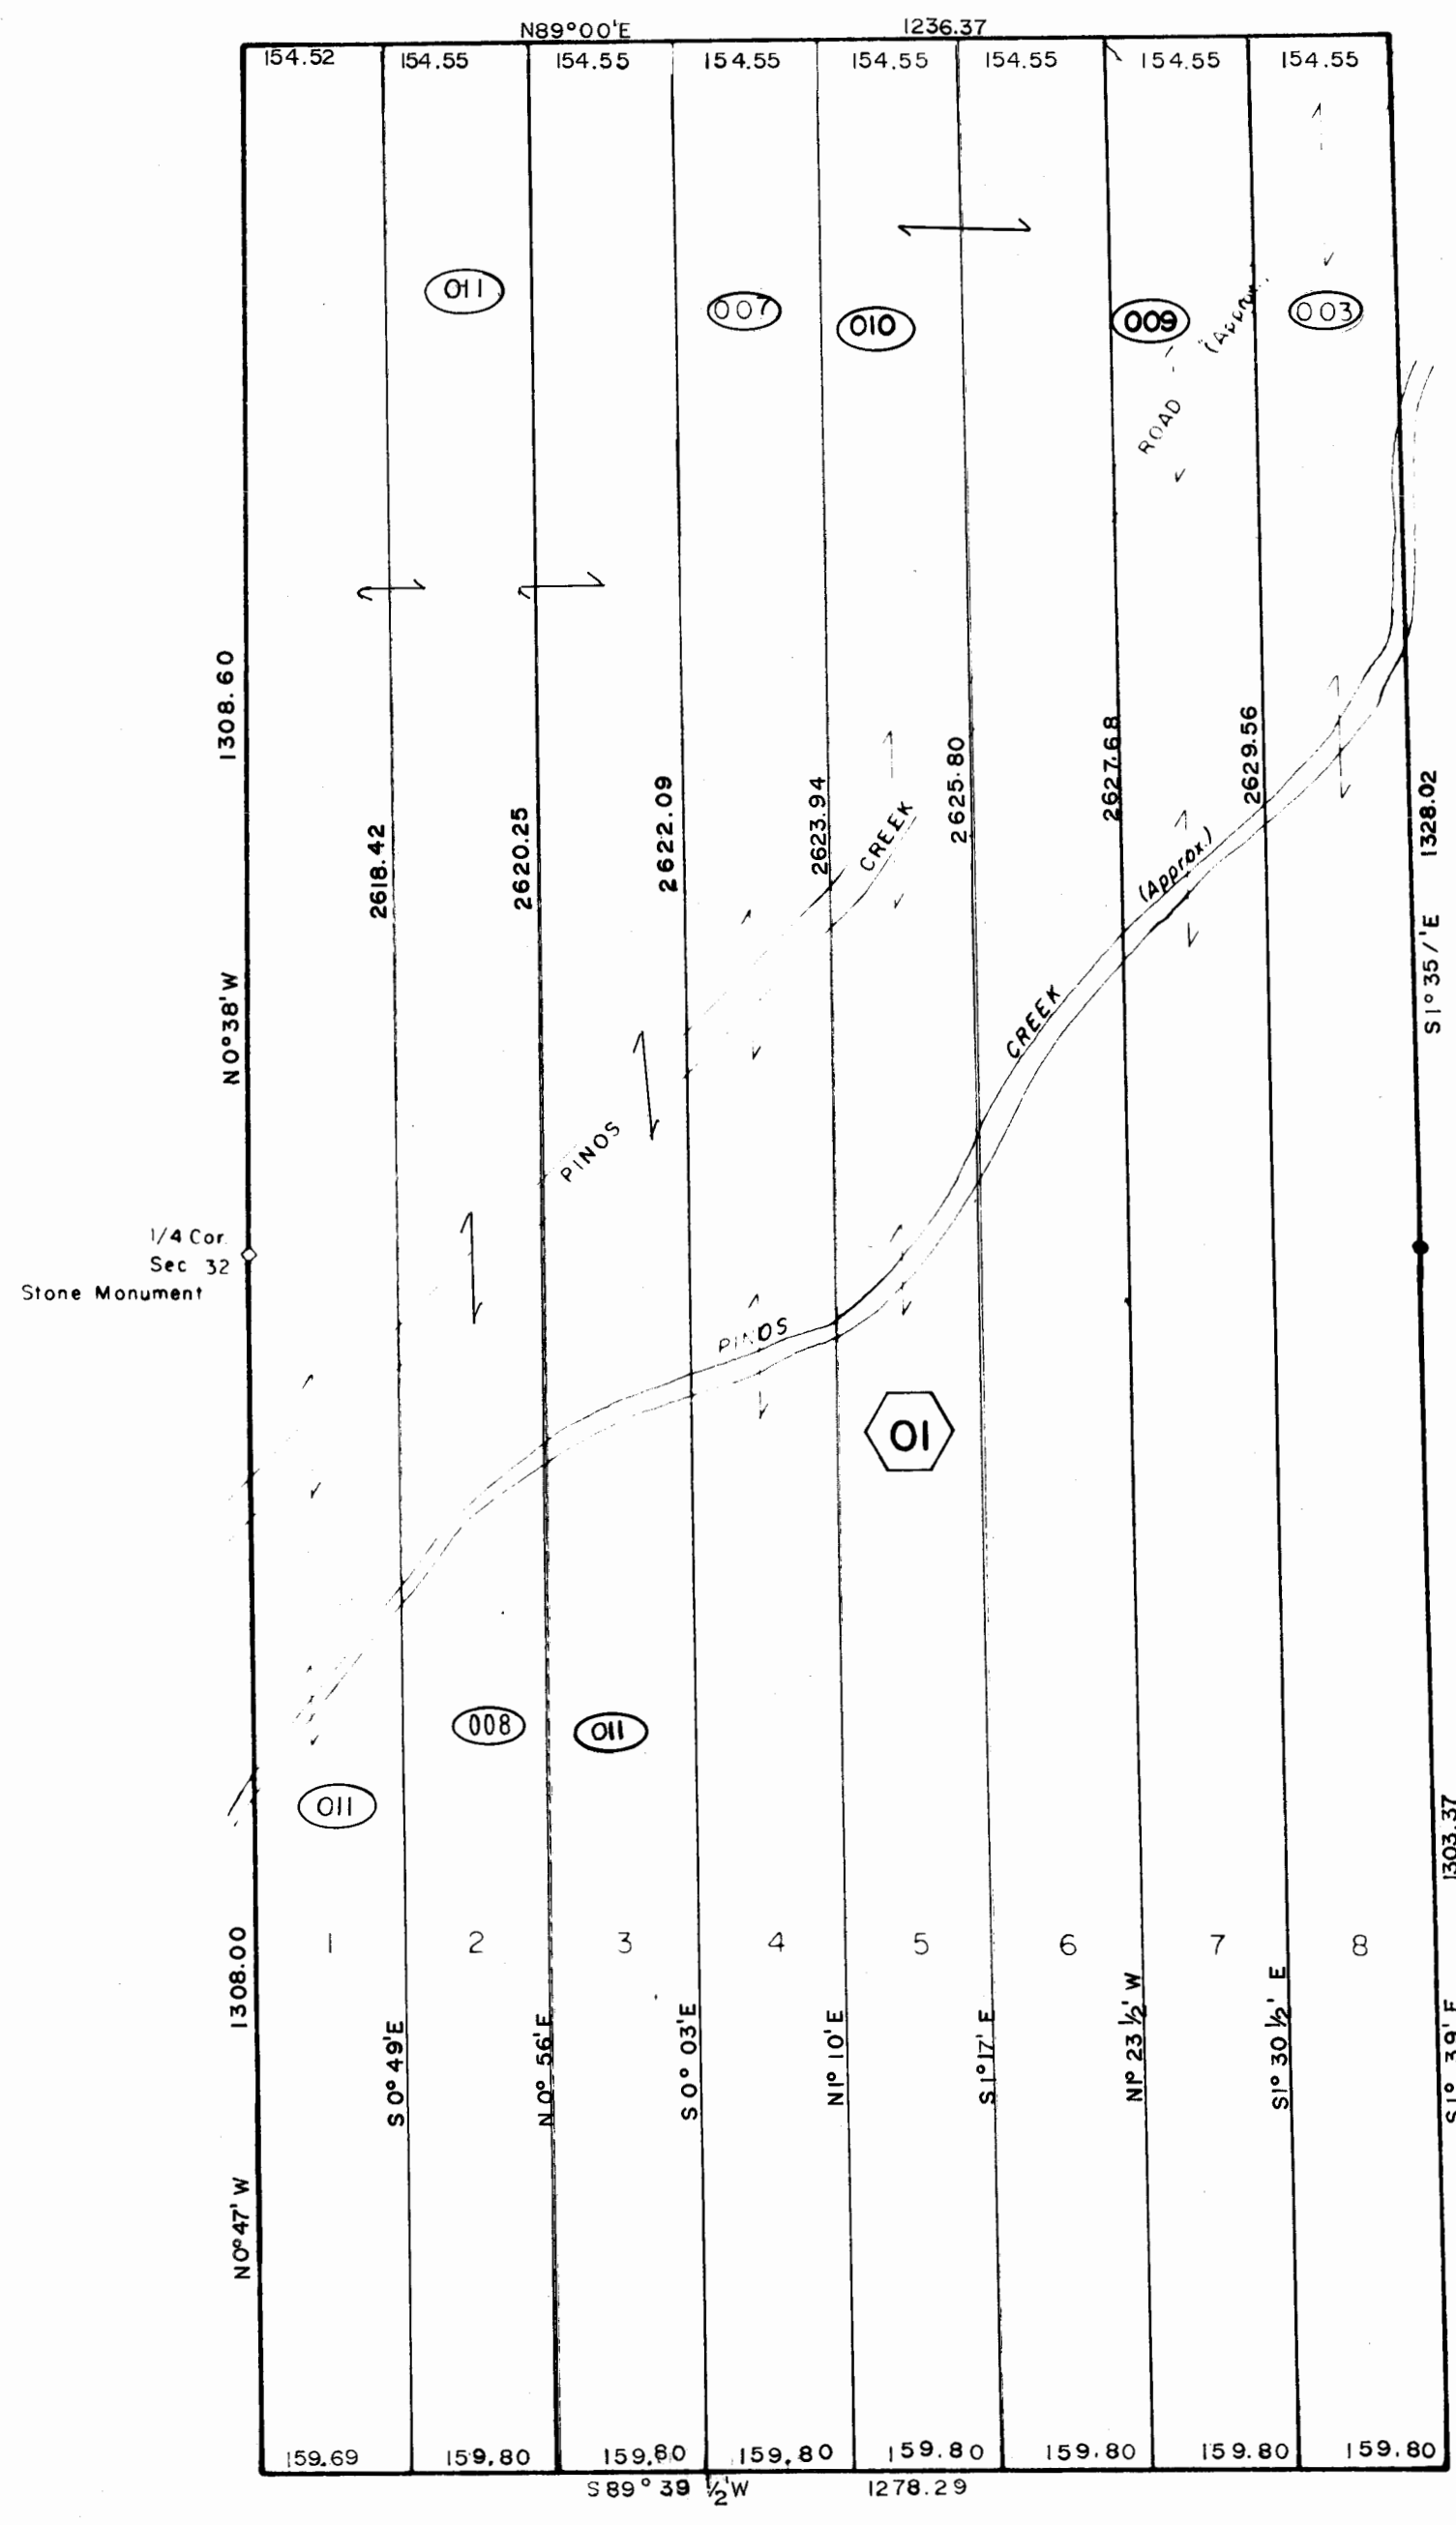 N89°00'E 1236.37
154.52 154.55 154.55 154.55 154.55 154.55 154.55 154.55
011 007 010 009 003
ROAD (Approx.
1308.60
2618.42
2620.25
2622.09
2623.94
2625.80
2627.68
2629.56
1328.02
CREEK
(Approx.)
N0°38'W
S1°35/'E
CREEK
PINOS
1/4 Cor.
Sec 32
Stone Monument
PINOS
01
008 011
011
1303.37
1 2 3 4 5 6 7 8
1308.00
S0°49'E
N0°56'E
S0°03'E
N1°10'E
S1°17'E
N1°23½'W
S1°30½'E
S1°39'E
N0°47'W
159.69 159.80 159.80 159.80 159.80 159.80 159.80 159.80
S89°39½'W 1278.29